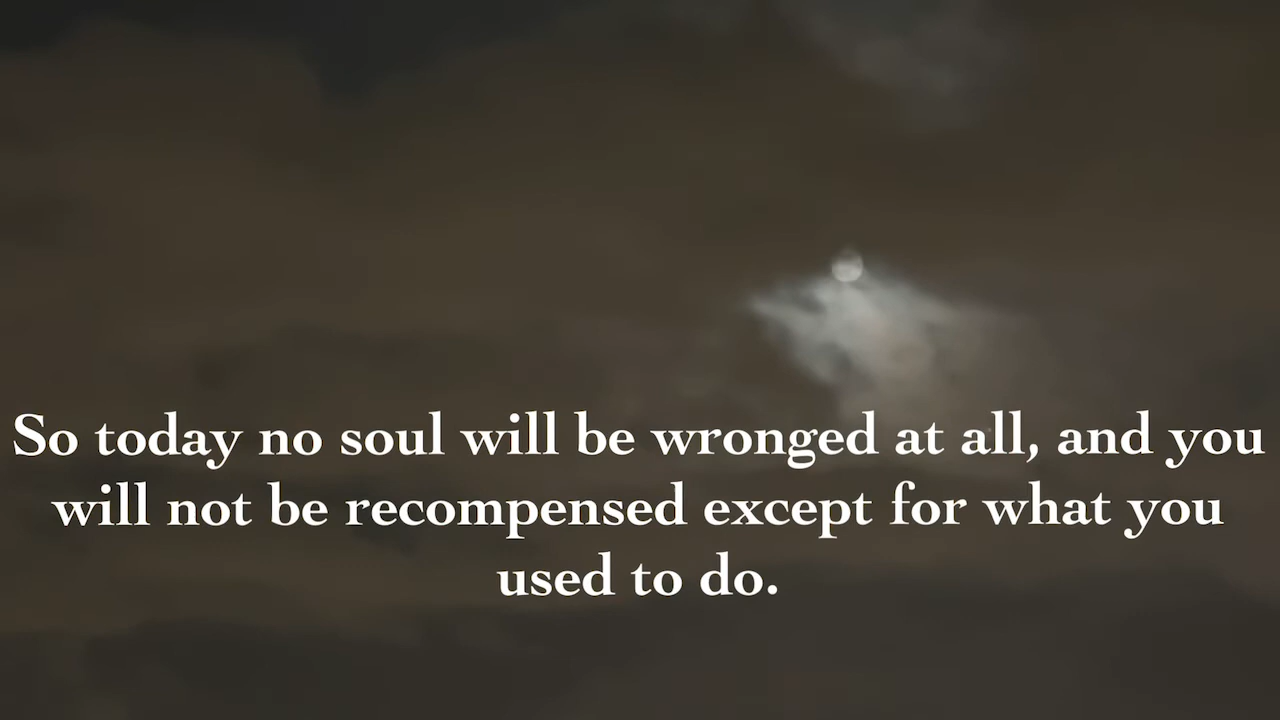 So today no soul will be wronged at all, and you
will not be recompensed except for what you
used to do.